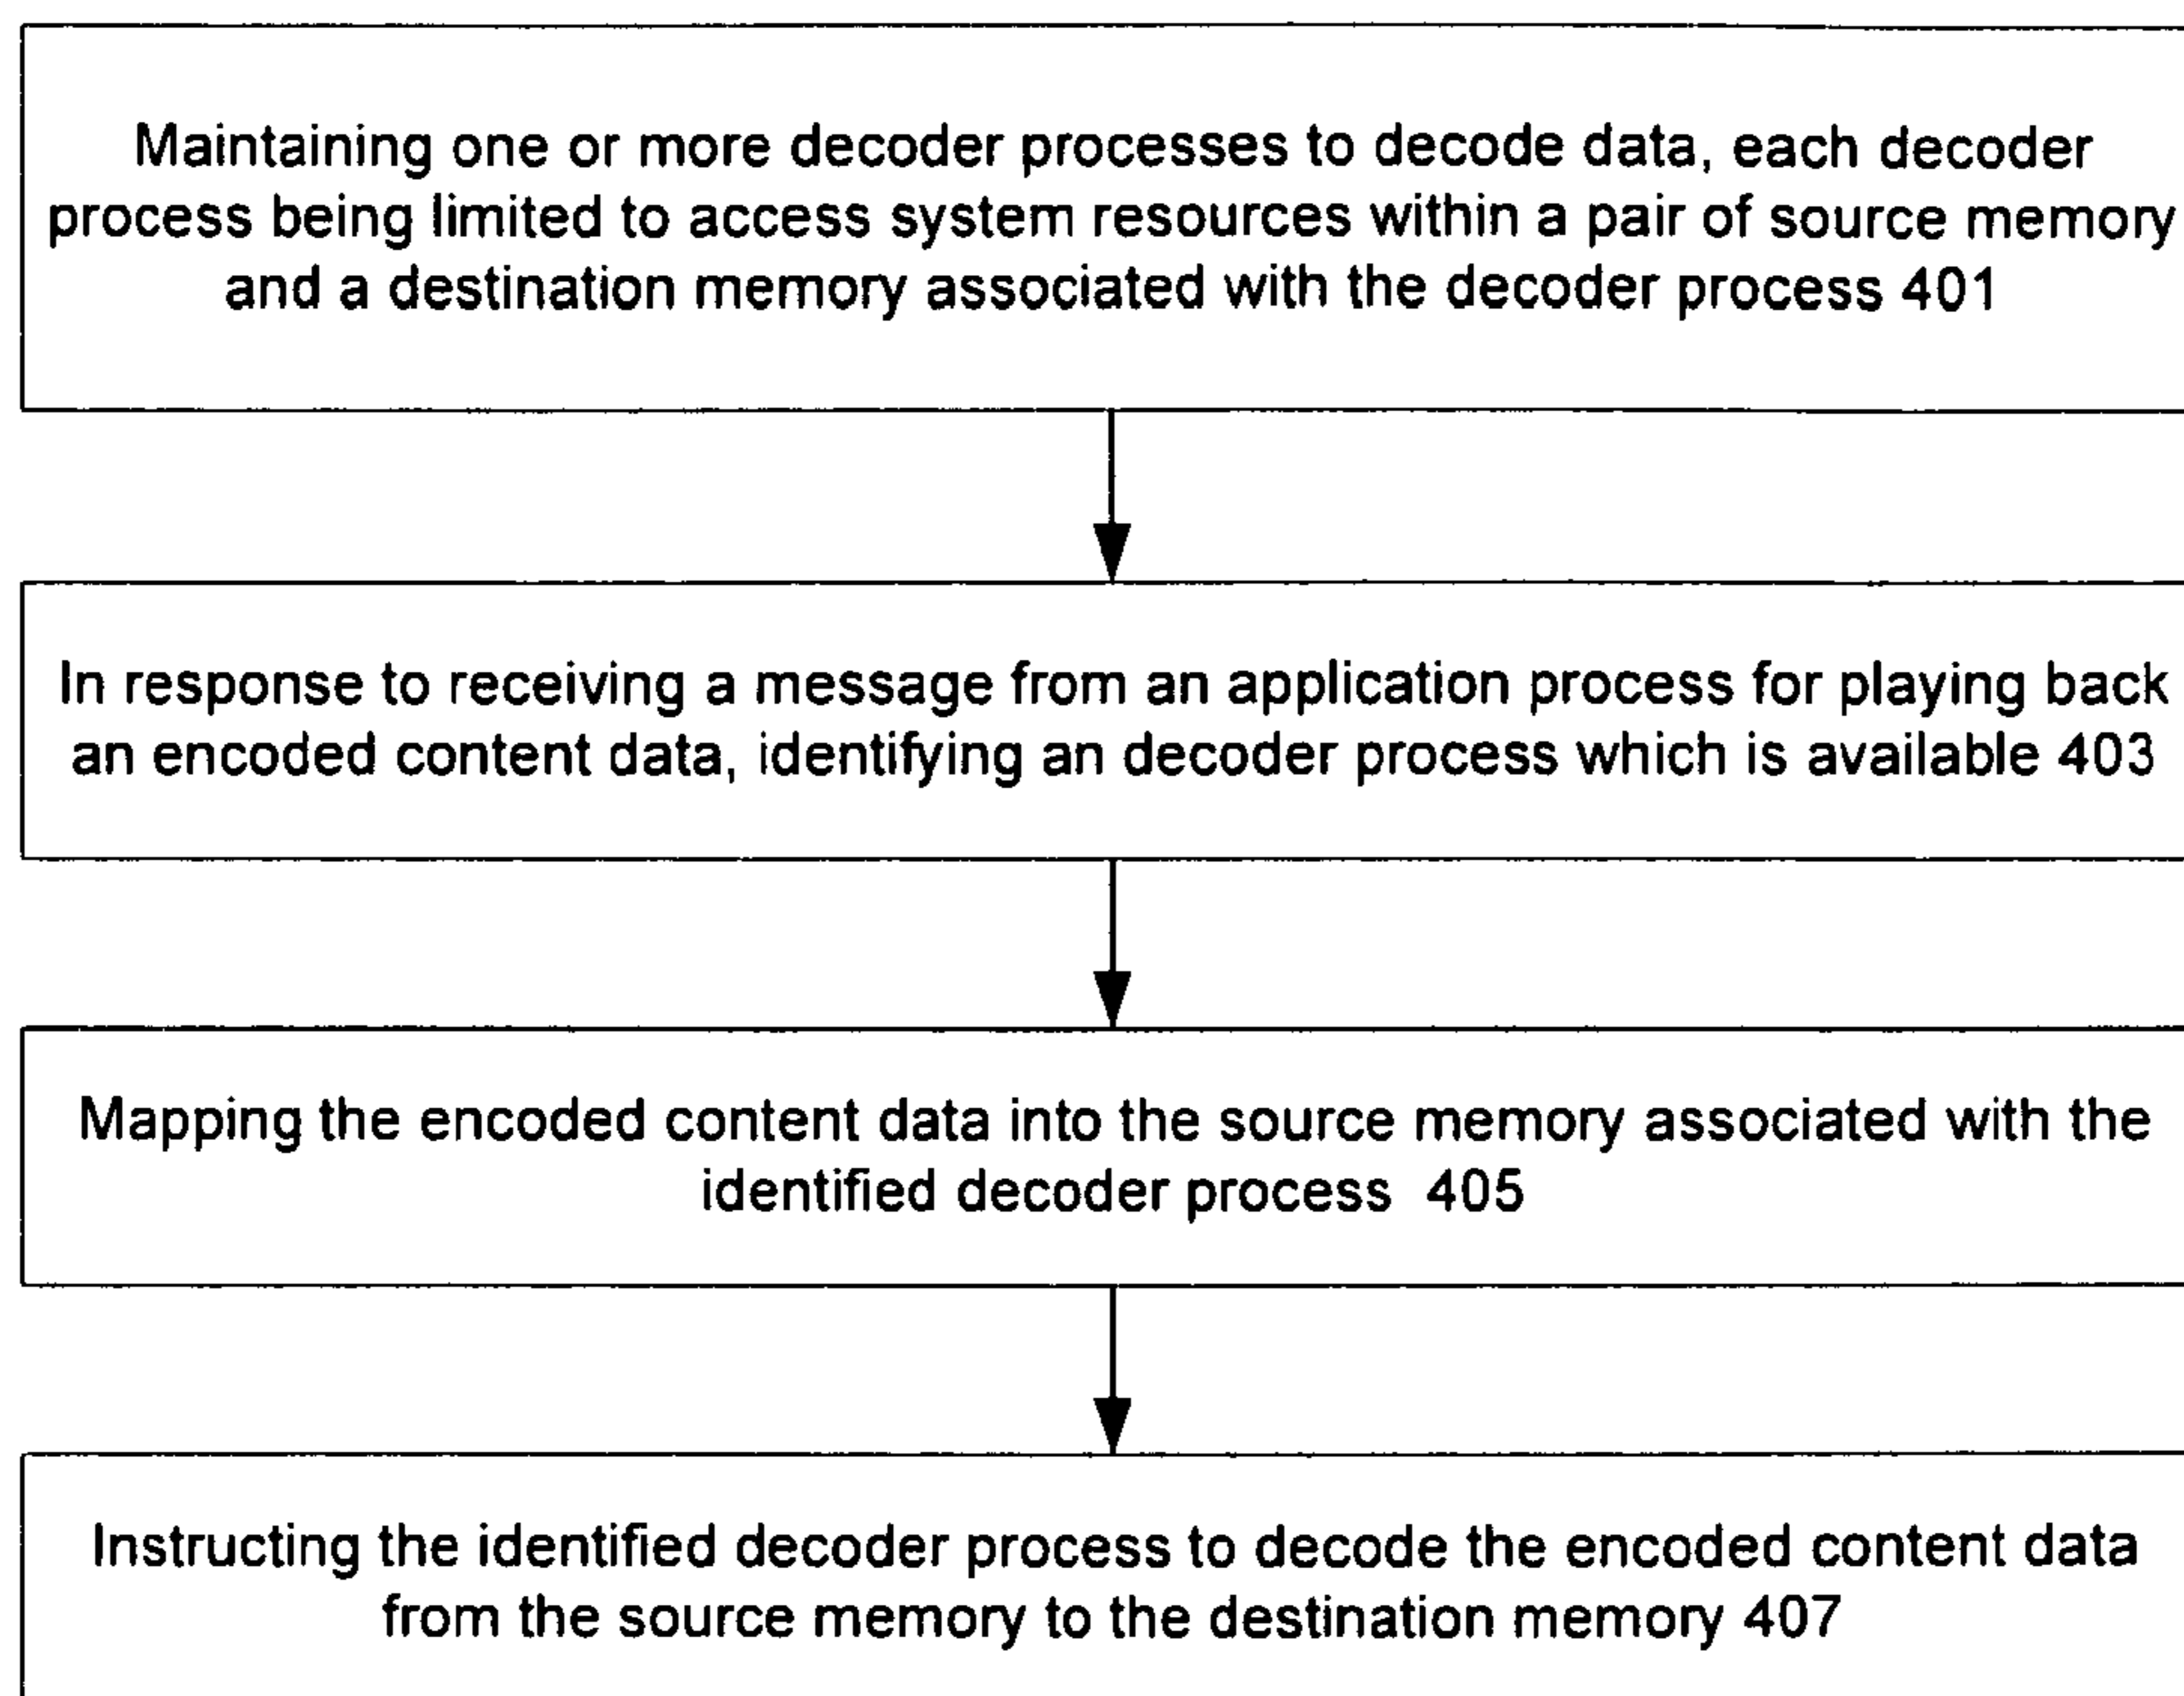 Maintaining one or more decoder processes to decode data, each decoder
process being limited to access system resources within a pair of source memory
and a destination memory associated with the decoder process 401
In response to receiving a message from an application process for playing back
an encoded content data, identifying an decoder process which is available 403
Mapping the encoded content data into the source memory associated with the
identified decoder process 405
Instructing the identified decoder process to decode the encoded content data
from the source memory to the destination memory 407